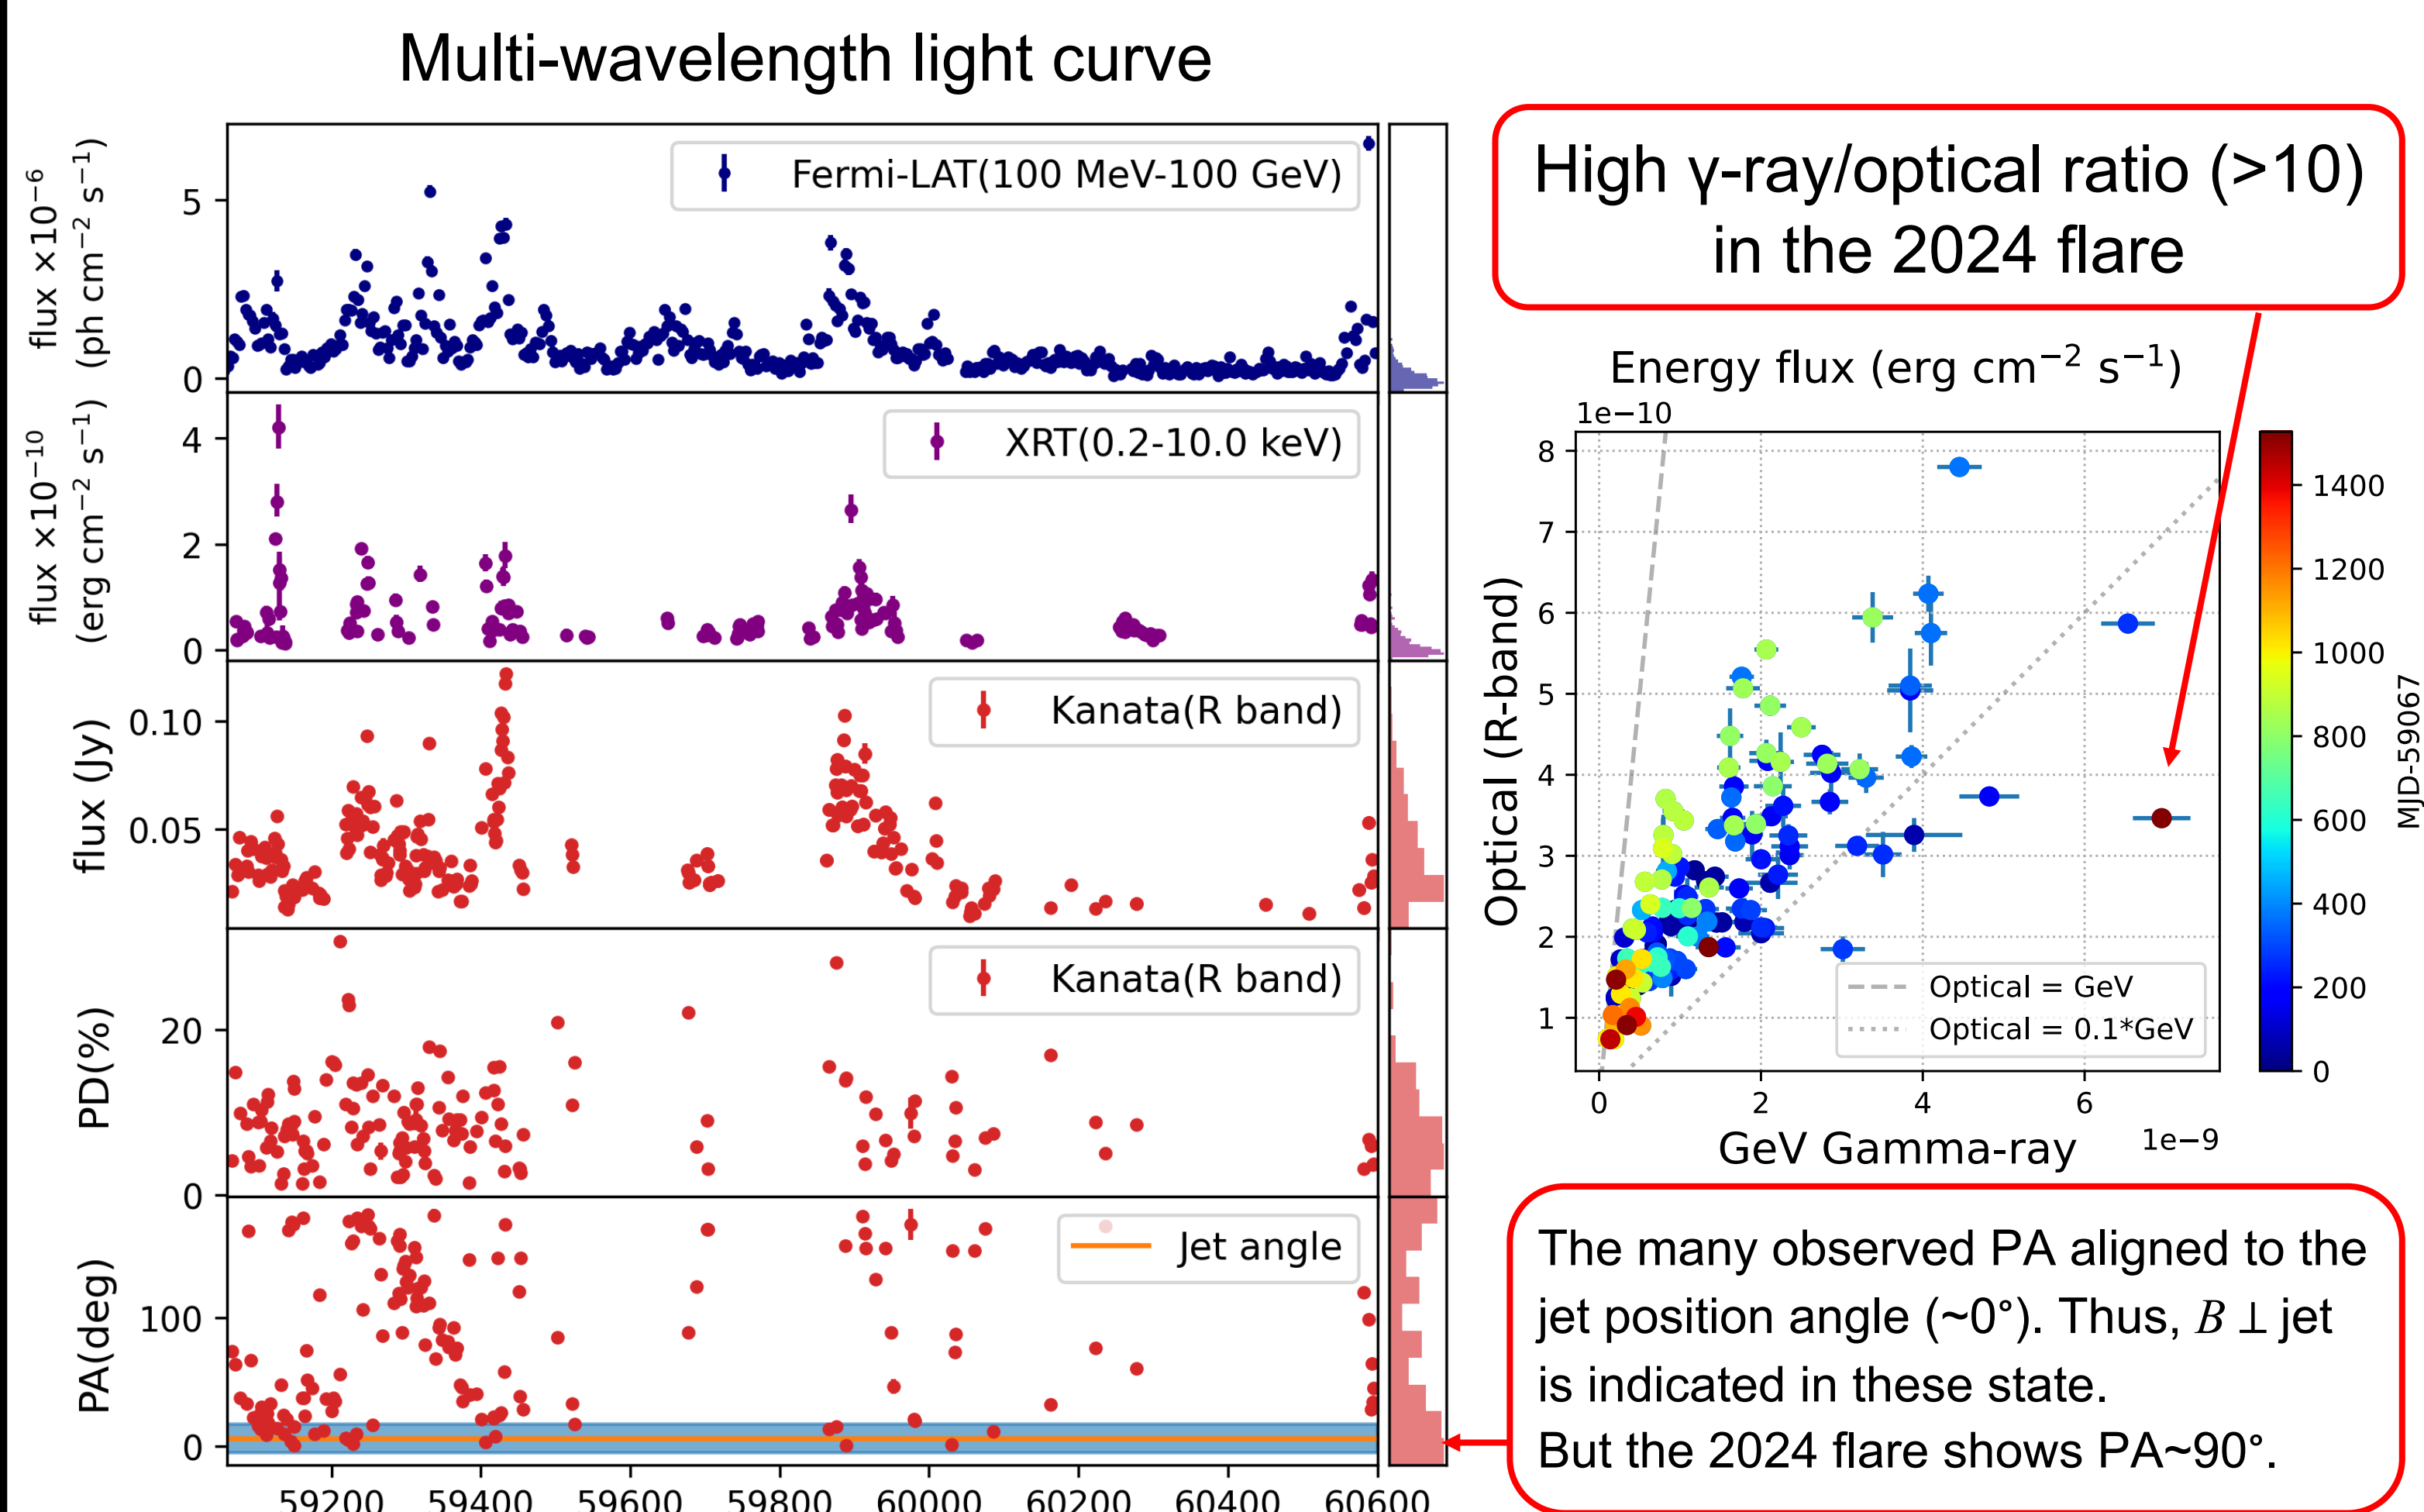 Multi-wavelength light curve
flux ×10⁻⁶
(ph cm⁻² s⁻¹)
5
0
Fermi-LAT(100 MeV-100 GeV)
flux ×10⁻¹⁰
(erg cm⁻² s⁻¹)
4
2
0
XRT(0.2-10.0 keV)
flux (Jy)
0.10
0.05
Kanata(R band)
PD(%)
20
0
Kanata(R band)
PA(deg)
100
0
Jet angle
59200 59400 59600 59800 60000 60200 60400 60600
High γ-ray/optical ratio (>10)
in the 2024 flare
Energy flux (erg cm⁻² s⁻¹)
1e−10
Optical (R-band)
8
7
6
5
4
3
2
1
Optical = GeV
Optical = 0.1*GeV
0 2 4 6
GeV Gamma-ray
1e−9
1400
1200
1000
800
600
400
200
0
MJD-59067
The many observed PA aligned to the
jet position angle (~0°). Thus, B ⊥ jet
is indicated in these state.
But the 2024 flare shows PA~90°.